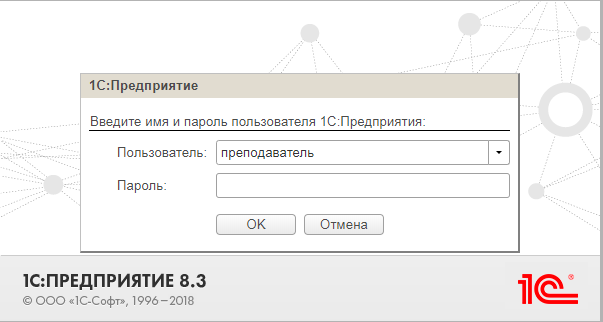 1С:Предприятие
Введите имя и пароль пользователя 1С:Предприятия:
Пользователь: преподаватель
Пароль:
OK Отмена
1С:ПРЕДПРИЯТИЕ 8.3
© ООО «1С-Софт», 1996–2018
1С®